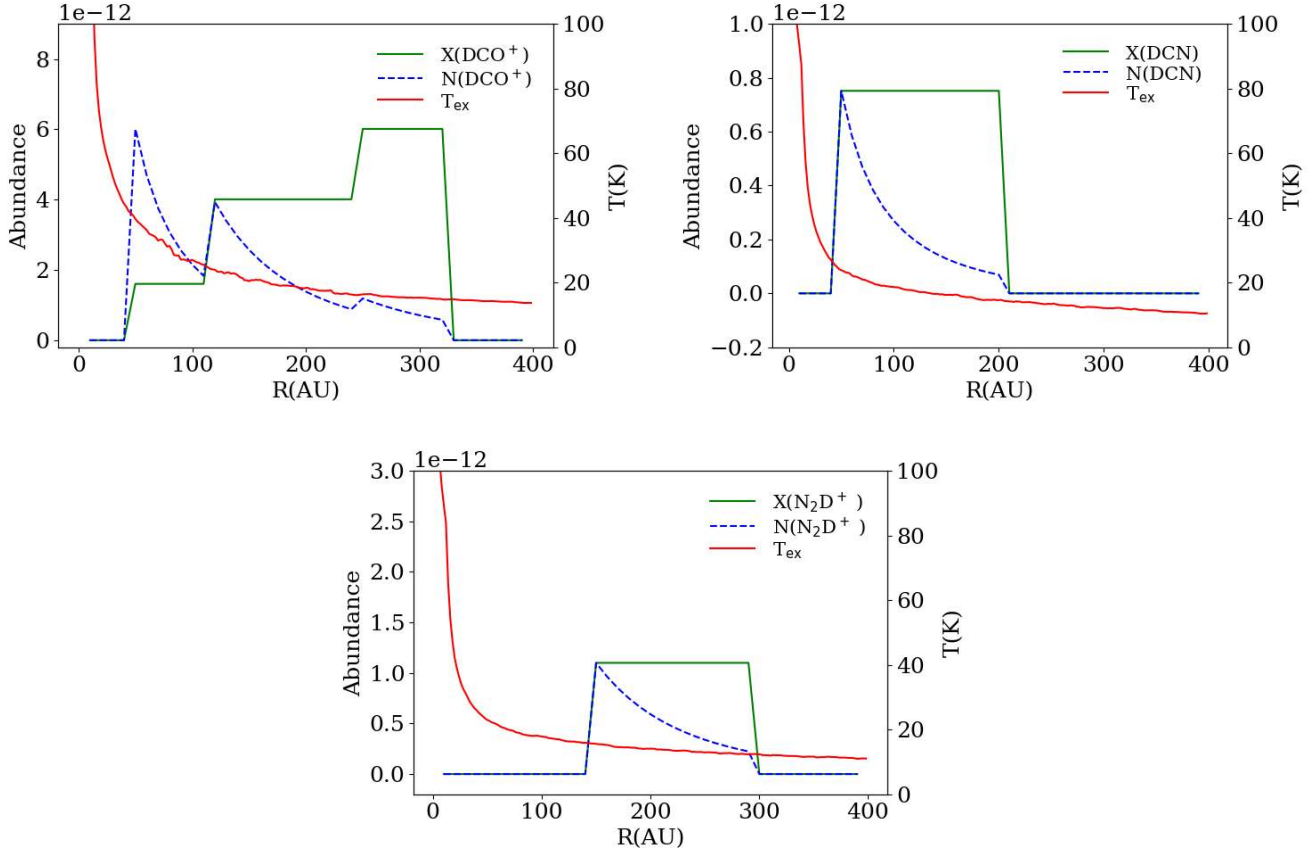 1e−12
Abundance
8
6
4
2
0
X(DCO⁺)
N(DCO⁺)
T_ex
100
80
60
40
20
0
T(K)
0 100 200 300 400
R(AU)
1e−12
Abundance
1.0
0.8
0.6
0.4
0.2
0.0
−0.2
X(DCN)
N(DCN)
T_ex
100
80
60
40
20
0
T(K)
0 100 200 300 400
R(AU)
1e−12
Abundance
3.0
2.5
2.0
1.5
1.0
0.5
0.0
X(N₂D⁺ )
N(N₂D⁺ )
T_ex
100
80
60
40
20
0
T(K)
0 100 200 300 400
R(AU)